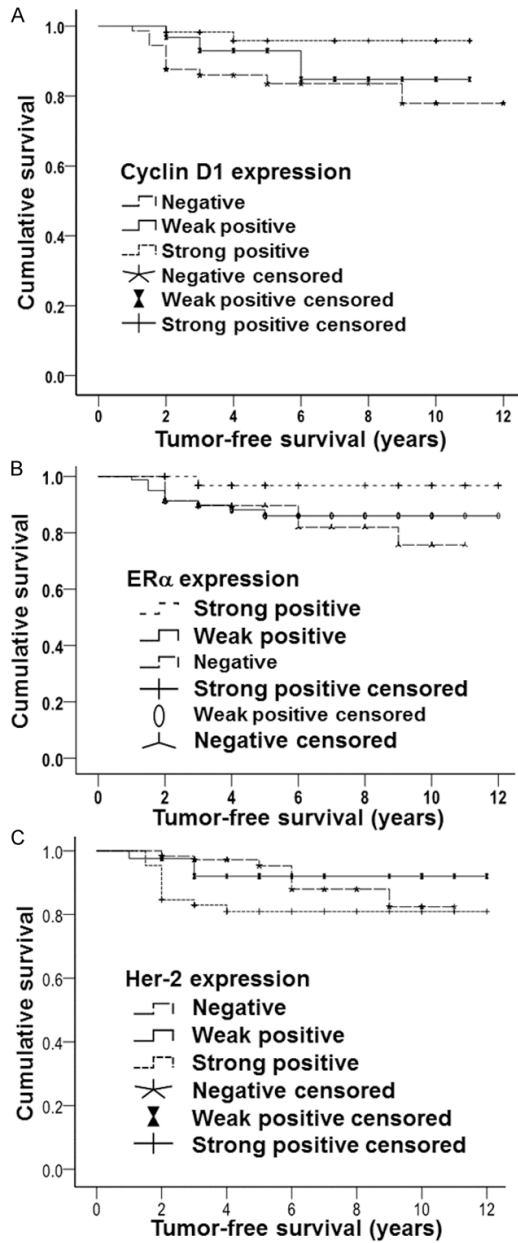 A
1.0
0.8
0.6
0.4
0.2
0.0
Cumulative survival
Cyclin D1 expression
Negative
Weak positive
Strong positive
Negative censored
Weak positive censored
Strong positive censored
0 2 4 6 8 10 12
Tumor-free survival (years)
B
1.0
0.8
0.6
0.4
0.2
0.0
Cumulative survival
ERα expression
Strong positive
Weak positive
Negative
Strong positive censored
Weak positive censored
Negative censored
0 2 4 6 8 10 12
Tumor-free survival (years)
C
1.0
0.8
0.6
0.4
0.2
0.0
Cumulative survival
Her-2 expression
Negative
Weak positive
Strong positive
Negative censored
Weak positive censored
Strong positive censored
0 2 4 6 8 10 12
Tumor-free survival (years)